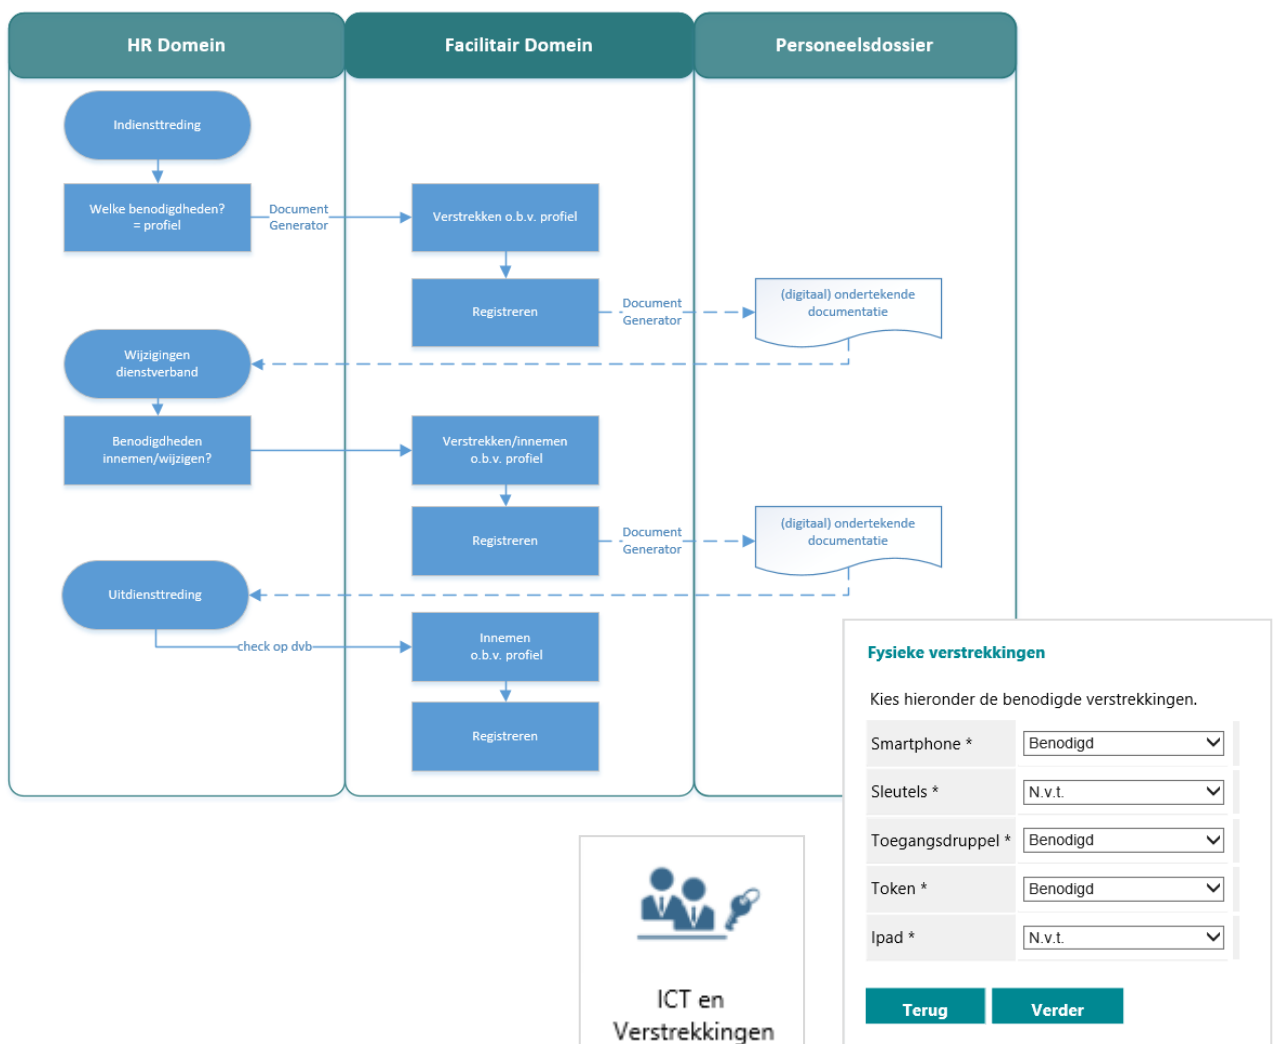 HR Domein
Facilitair Domein
Personeelsdossier
Indiensttreding
Welke benodigdheden?
= profiel
Document
Generator
Verstrekken o.b.v. profiel
Registreren
Document
Generator
(digitaal) ondertekende
documentatie
Wijzigingen
dienstverband
Benodigdheden
innemen/wijzigen?
Verstrekken/innemen
o.b.v. profiel
Registreren
Document
Generator
(digitaal) ondertekende
documentatie
Uitdiensttreding
check op dvb
Innemen
o.b.v. profiel
Registreren
Fysieke verstrekkingen
Kies hieronder de benodigde verstrekkingen.
Smartphone * Benodigd
Sleutels * N.v.t.
Toegangsdruppel * Benodigd
Token * Benodigd
Ipad * N.v.t.
Terug Verder
ICT en
Verstrekkingen